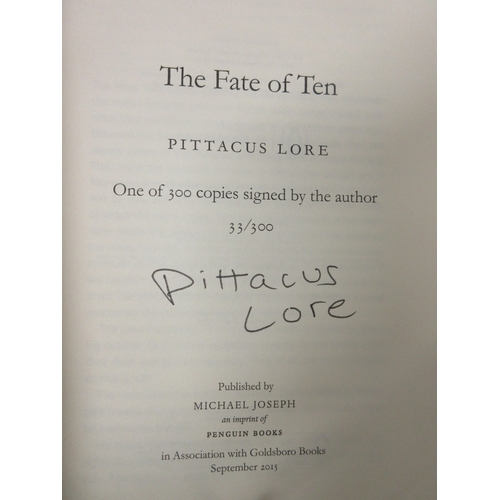 The Fate of Ten
PITTACUS LORE
One of 300 copies signed by the author
33/300
Pittacus
Lore
Published by
MICHAEL JOSEPH
an imprint of
PENGUIN BOOKS
in Association with Goldsboro Books
September 2015